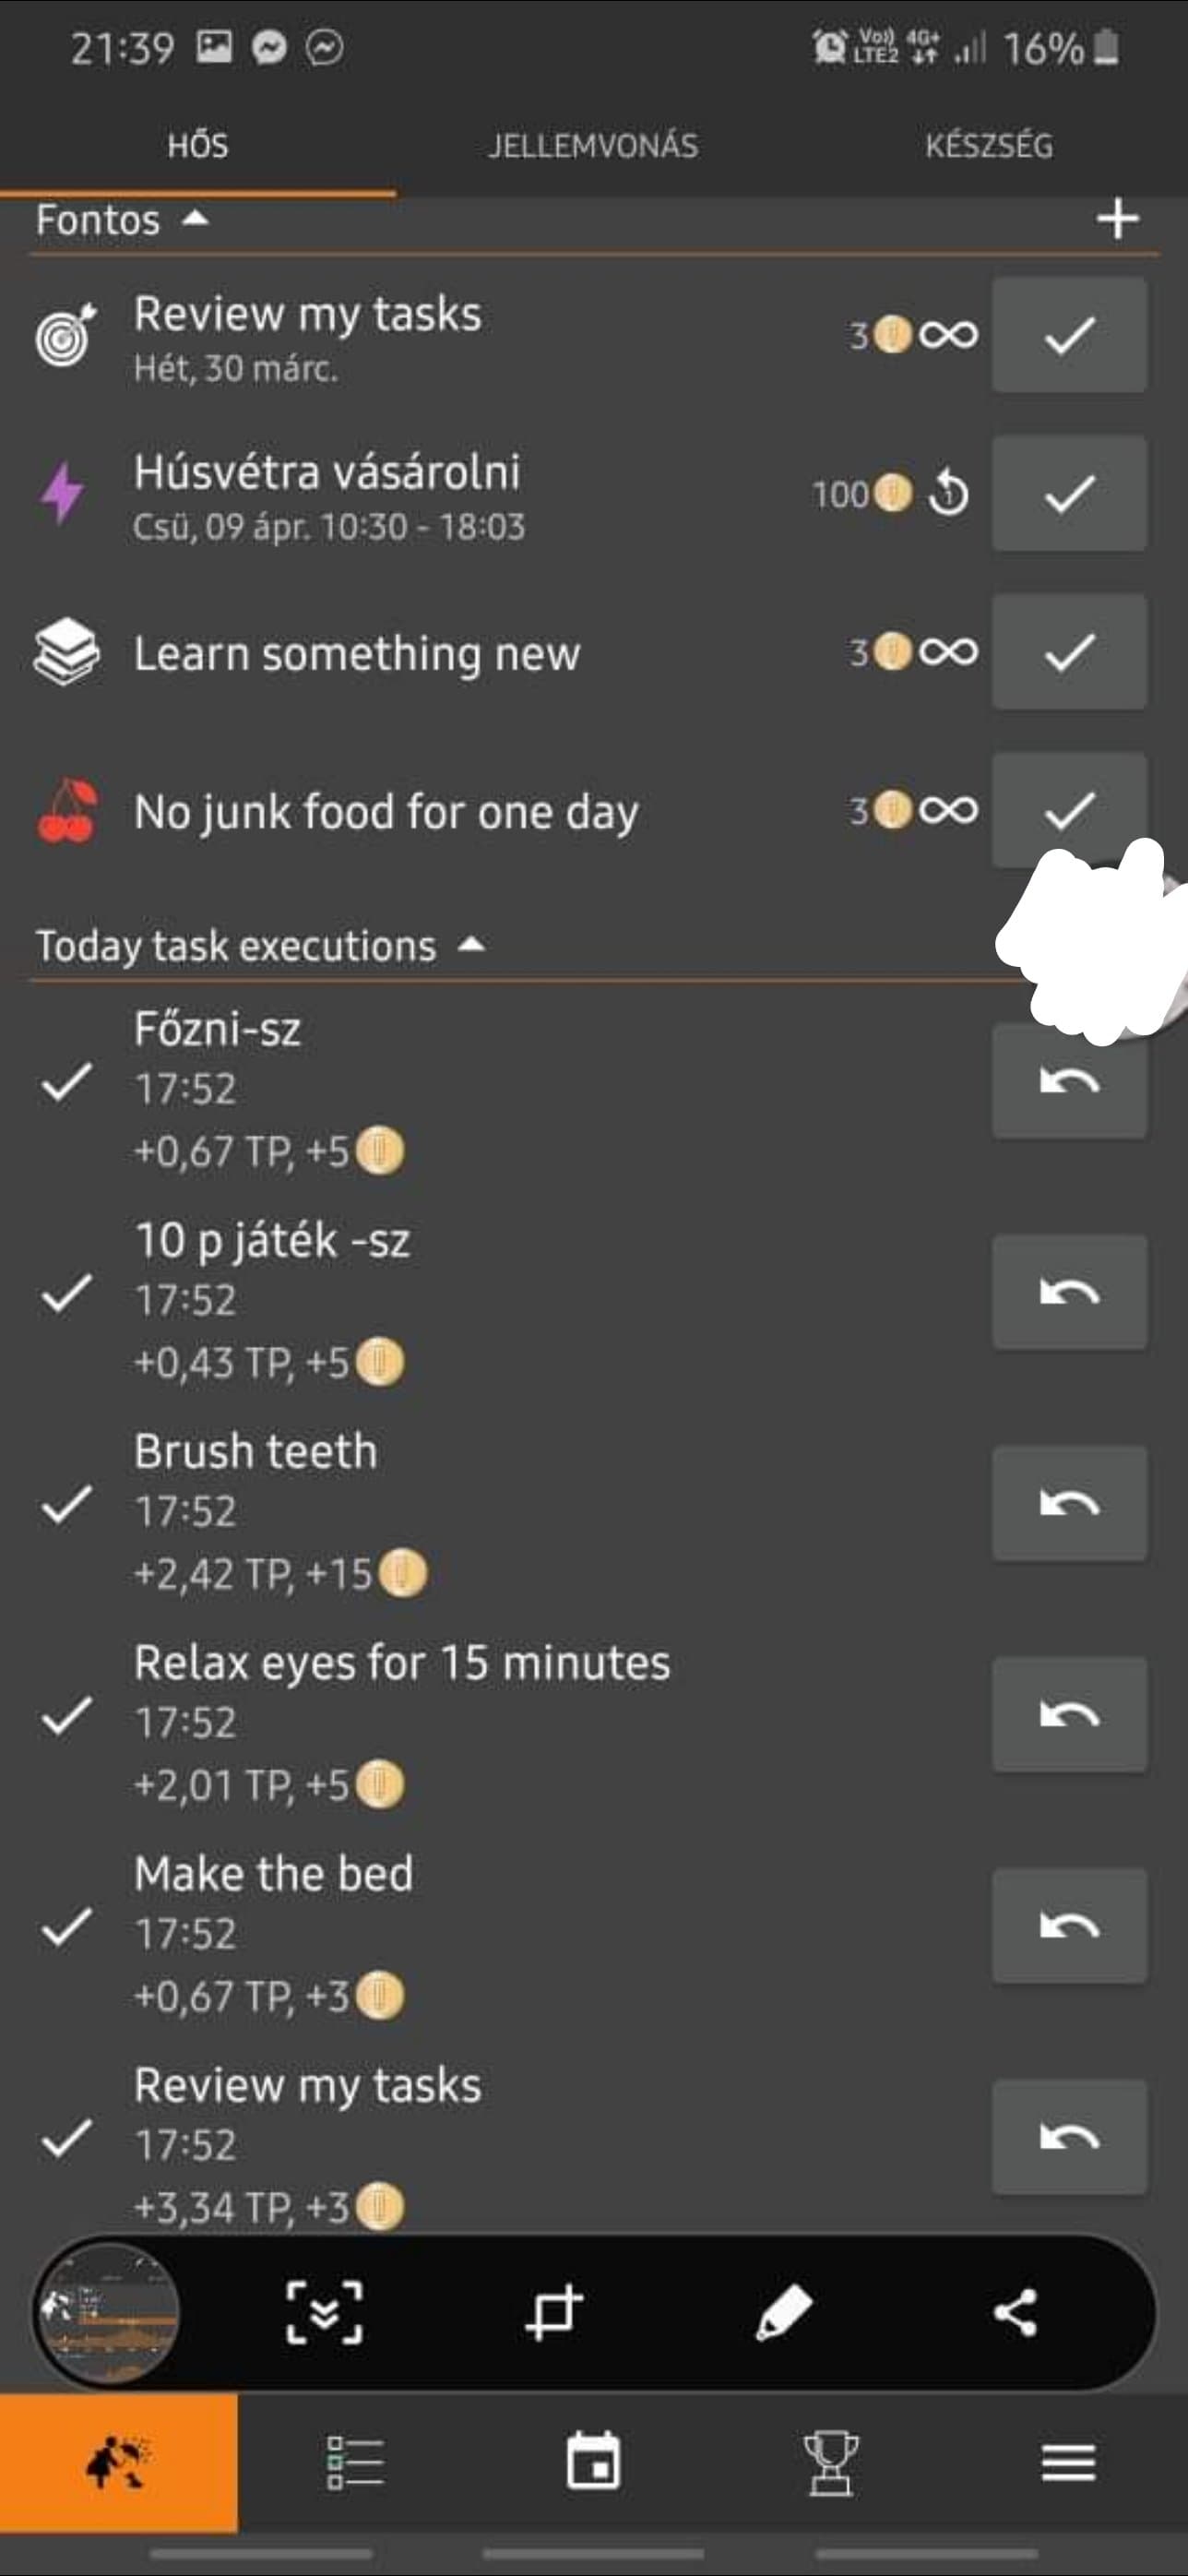 21:39
Vo)) LTE2 4G+ 16%
HŐS JELLEMVONÁS KÉSZSÉG
Fontos
Review my tasks
Hét, 30 márc.
3
Húsvétra vásárolni
Csü, 09 ápr. 10:30 - 18:03
100
1
Learn something new
3
No junk food for one day
3
Today task executions
Főzni-sz
17:52
+0,67 TP, +5
10 p játék -sz
17:52
+0,43 TP, +5
Brush teeth
17:52
+2,42 TP, +15
Relax eyes for 15 minutes
17:52
+2,01 TP, +5
Make the bed
17:52
+0,67 TP, +3
Review my tasks
17:52
+3,34 TP, +3